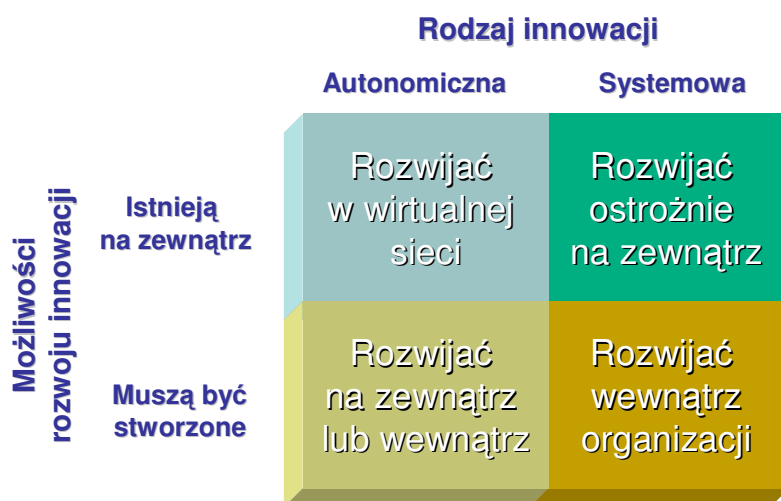 Rodzaj innowacji
Autonomiczna
Systemowa
Możliwości
rozwoju innowacji
Istnieją
na zewnątrz
Rozwijać
w wirtualnej
sieci
Rozwijać
ostrożnie
na zewnątrz
Muszą być
stworzone
Rozwijać
na zewnątrz
lub wewnątrz
Rozwijać
wewnątrz
organizacji